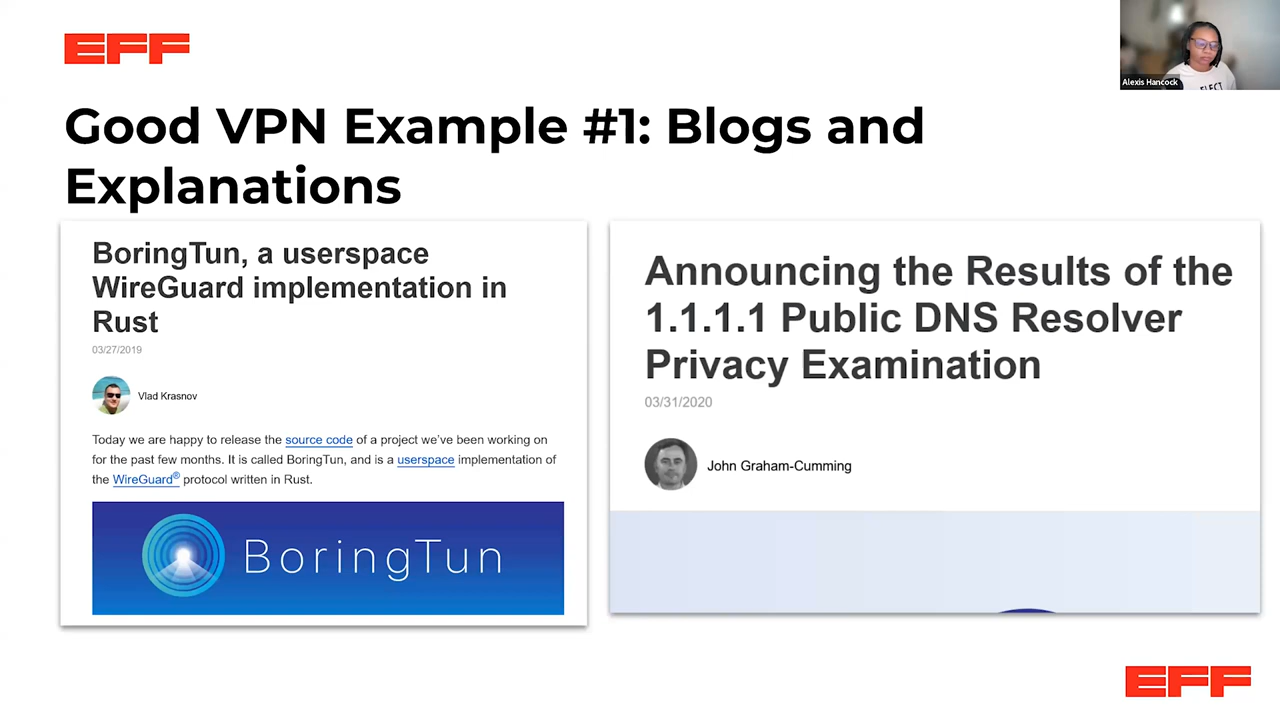 EFF
Alexis Hancock
ELECT
Good VPN Example #1: Blogs and
Explanations
BoringTun, a userspace
WireGuard implementation in
Rust
03/27/2019
Vlad Krasnov
Today we are happy to release the source code of a project we've been working on
for the past few months. It is called BoringTun, and is a userspace implementation of
the WireGuard® protocol written in Rust.
BoringTun
Announcing the Results of the
1.1.1.1 Public DNS Resolver
Privacy Examination
03/31/2020
John Graham-Cumming
EFF